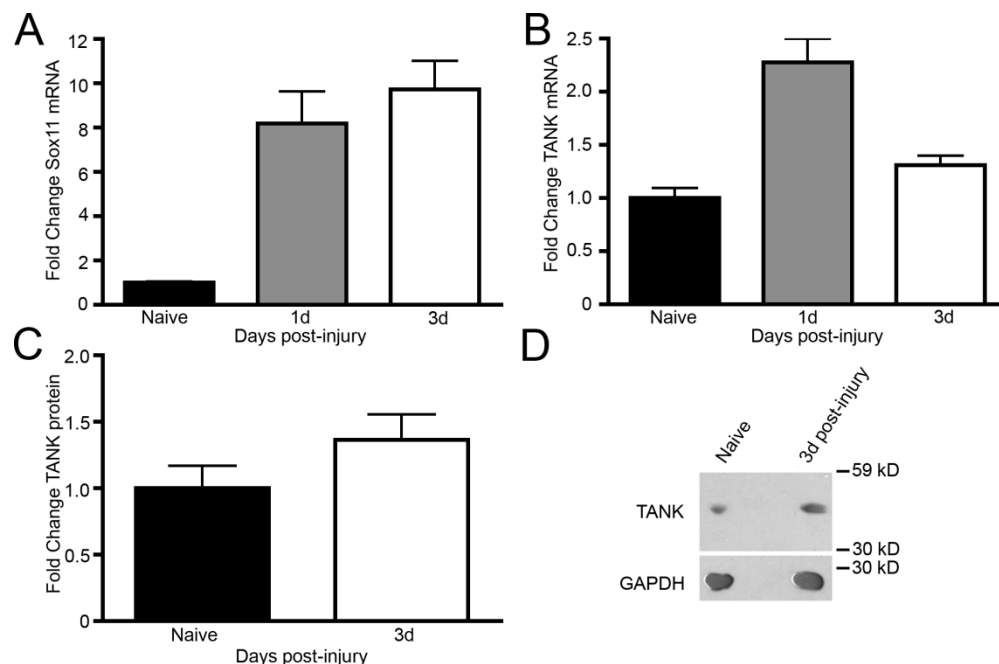 A
Fold Change Sox11 mRNA
12
10
8
6
4
2
0
Naive 1d 3d
Days post-injury
B
Fold Change TANK mRNA
2.5
2.0
1.5
1.0
0.5
0
Naive 1d 3d
Days post-injury
C
Fold Change TANK protein
2.0
1.5
1.0
0.5
0
Naive 3d
Days post-injury
D
Naive 3d post-injury
59 kD
TANK
30 kD
30 kD
GAPDH